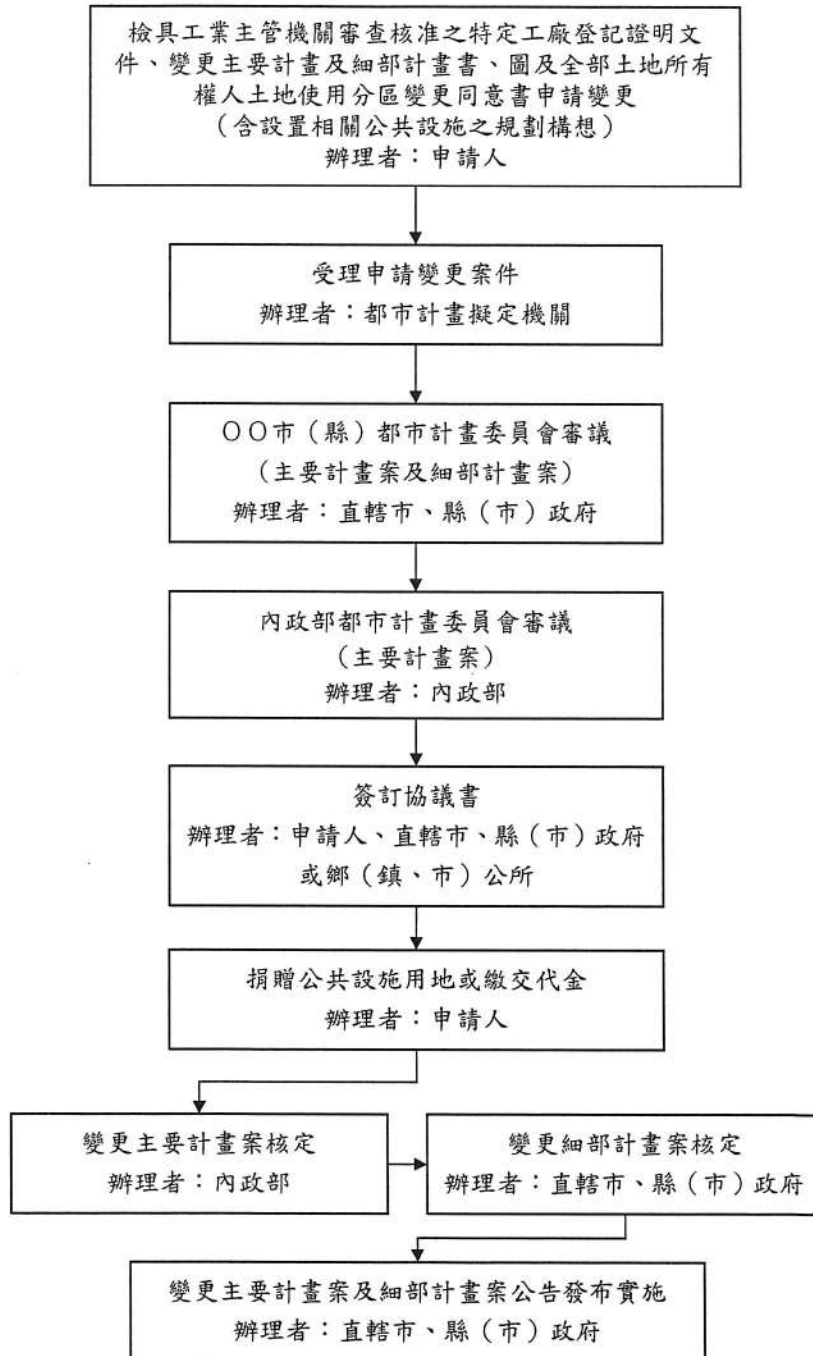 檢具工業主管機關審查核准之特定工廠登記證明文
件、變更主要計畫及細部計畫書、圖及全部土地所有
權人土地使用分區變更同意書申請變更
（含設置相關公共設施之規劃構想）
辦理者：申請人
受理申請變更案件
辦理者：都市計畫擬定機關
○○市（縣）都市計畫委員會審議
（主要計畫案及細部計畫案）
辦理者：直轄市、縣（市）政府
內政部都市計畫委員會審議
（主要計畫案）
辦理者：內政部
簽訂協議書
辦理者：申請人、直轄市、縣（市）政府
或鄉（鎮、市）公所
捐贈公共設施用地或繳交代金
辦理者：申請人
變更主要計畫案核定
辦理者：內政部
變更細部計畫案核定
辦理者：直轄市、縣（市）政府
變更主要計畫案及細部計畫案公告發布實施
辦理者：直轄市、縣（市）政府